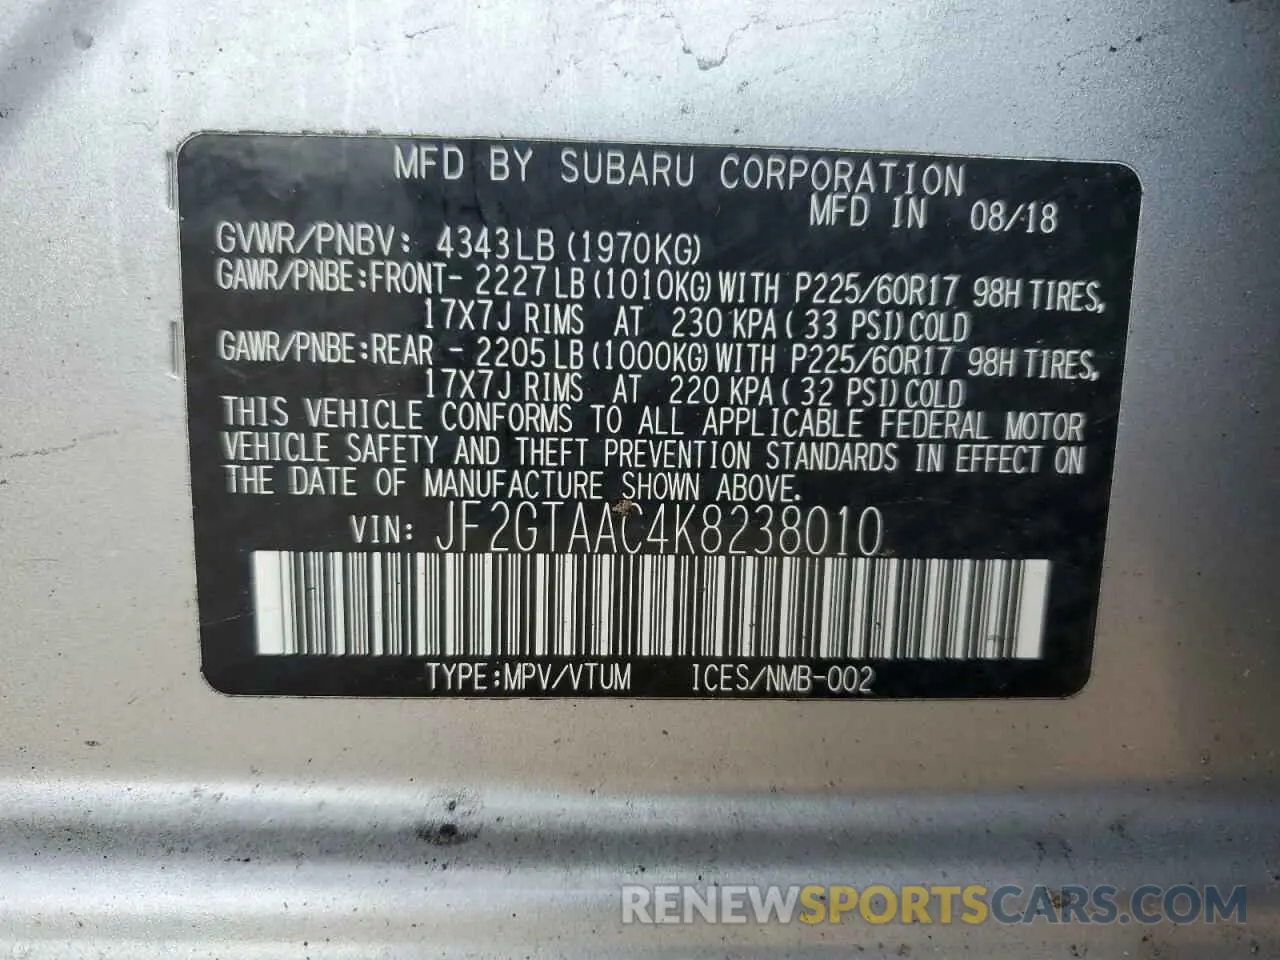 MFD BY SUBARU CORPORATION
MFD IN 08/18
GVWR/PNBV: 4343LB (1970KG)
GAWR/PNBE:FRONT- 2227 LB (1010KG) WITH P225/60R17 98H TIRES,
17X7J RIMS AT 230 KPA ( 33 PSI) COLD
GAWR/PNBE:REAR - 2205 LB (1000KG) WITH P225/60R17 98H TIRES,
17X7J RIMS AT 220 KPA ( 32 PSI) COLD
THIS VEHICLE CONFORMS TO ALL APPLICABLE FEDERAL MOTOR
VEHICLE SAFETY AND THEFT PREVENTION STANDARDS IN EFFECT ON
THE DATE OF MANUFACTURE SHOWN ABOVE.
VIN: JF2GTAAC4K8238010
TYPE:MPV/VTUM ICES/NMB-002
RENEWSPORTSCARS.COM